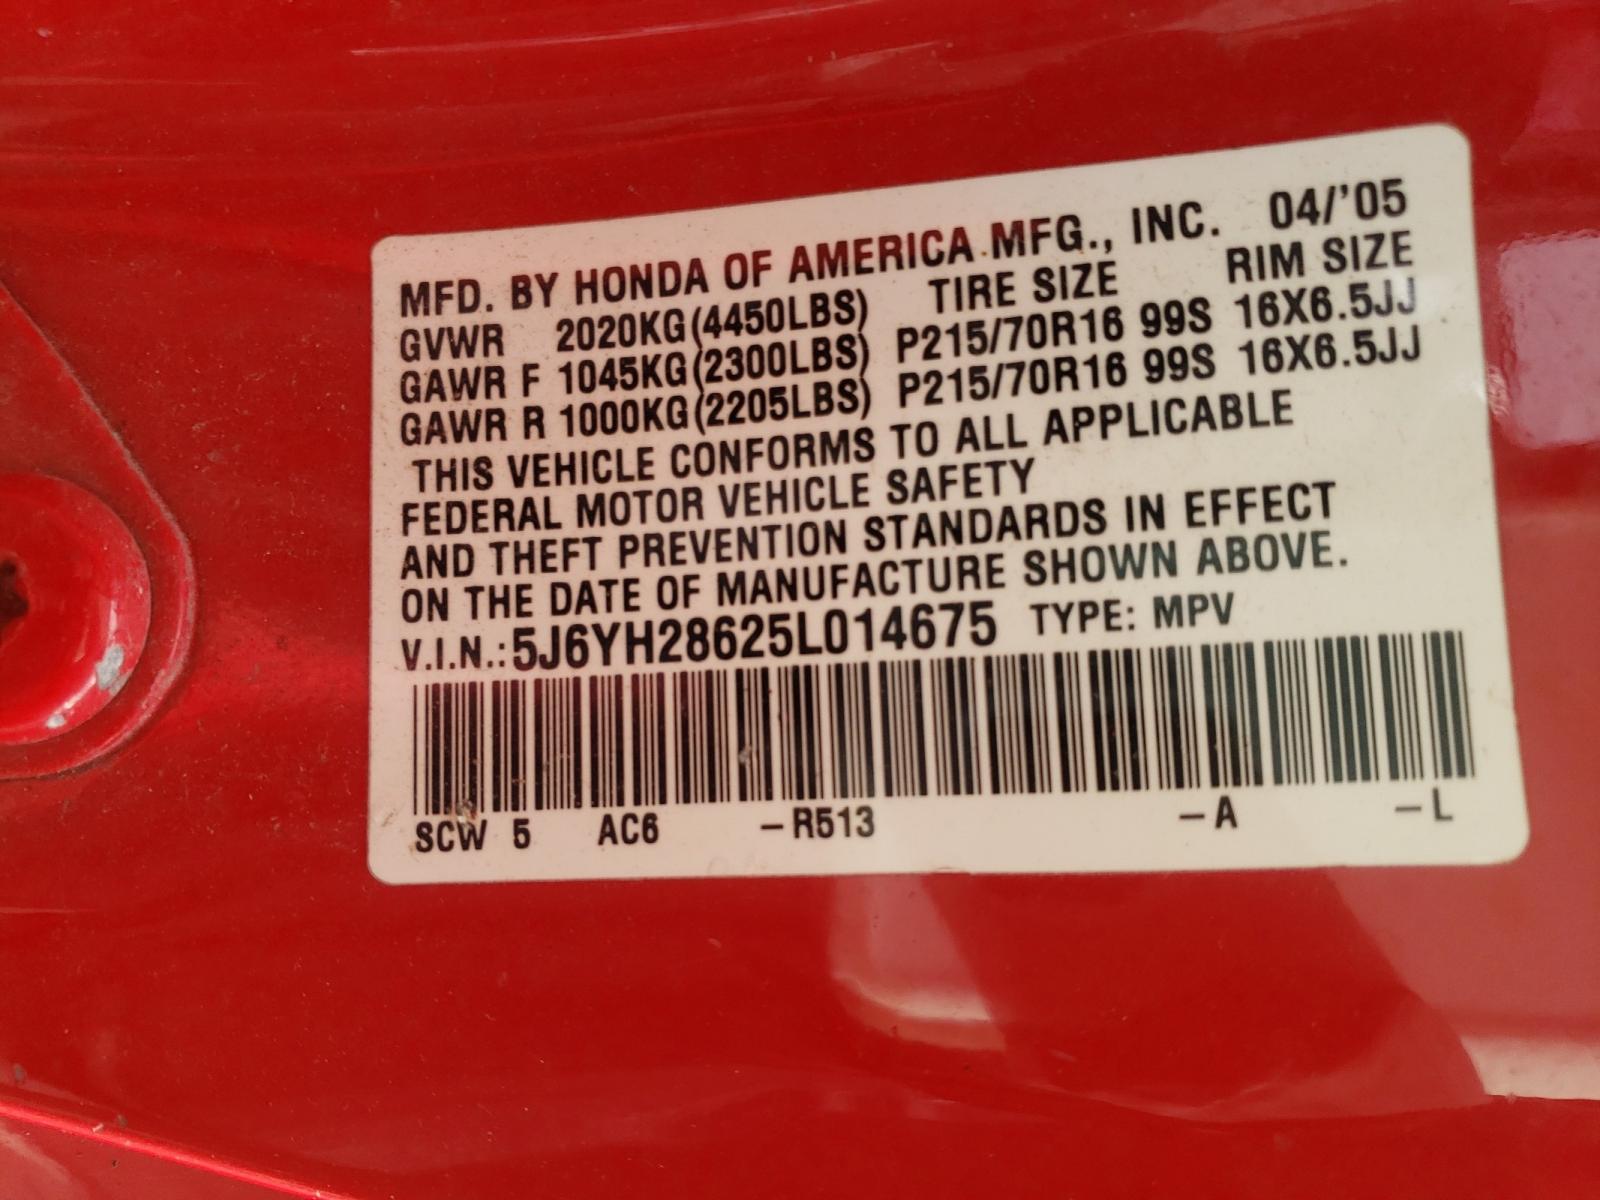 MFD. BY HONDA OF AMERICA MFG., INC. 04/'05
GVWR 2020KG(4450LBS) TIRE SIZE RIM SIZE
GAWR F 1045KG(2300LBS) P215/70R16 99S 16X6.5JJ
GAWR R 1000KG(2205LBS) P215/70R16 99S 16X6.5JJ
THIS VEHICLE CONFORMS TO ALL APPLICABLE
FEDERAL MOTOR VEHICLE SAFETY
AND THEFT PREVENTION STANDARDS IN EFFECT
ON THE DATE OF MANUFACTURE SHOWN ABOVE.
V.I.N.:5J6YH28625L014675 TYPE: MPV
SCW 5 AC6 -R513 -A -L